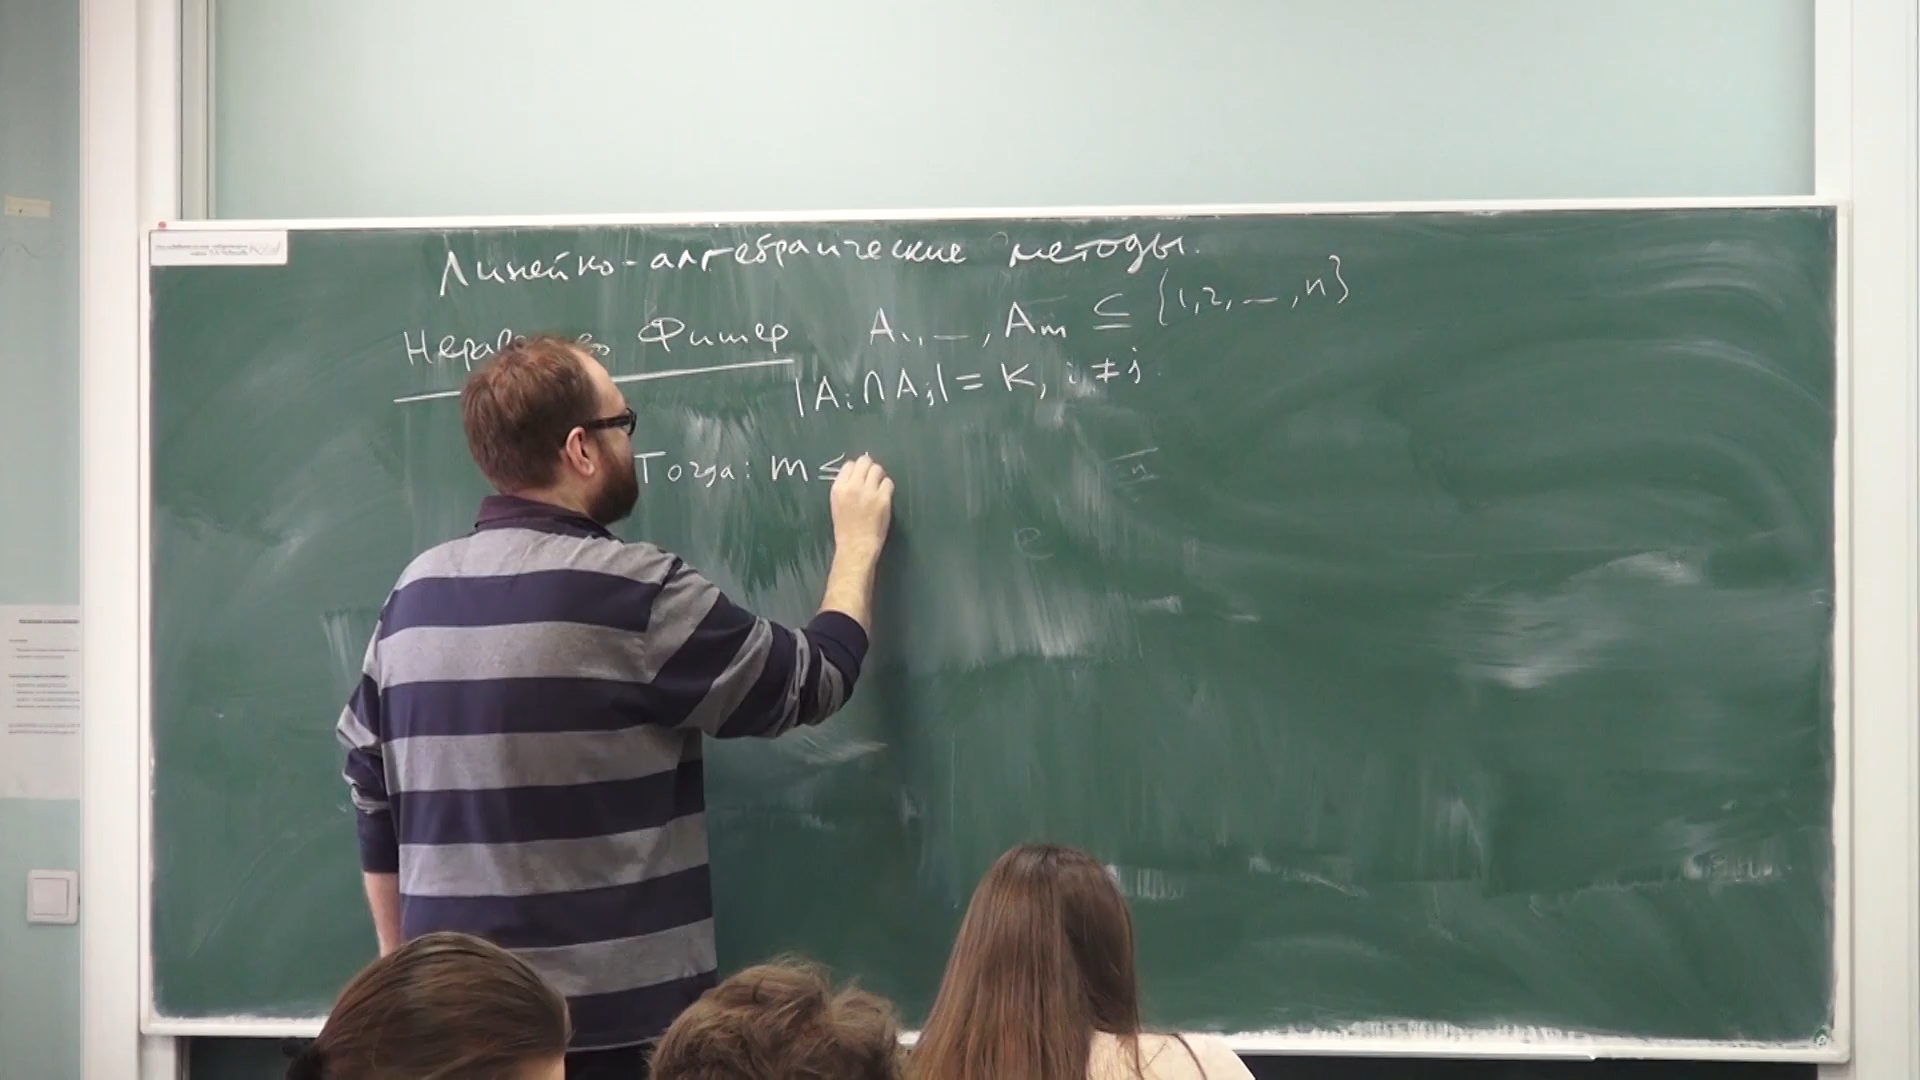 Линейно-алгебраические методы.
Фишер A₁, ..., Aₘ ⊆ {1,2, ..., n}
|Aᵢ ∩ Aⱼ| = K, i ≠ j.
Тогда: m ≤